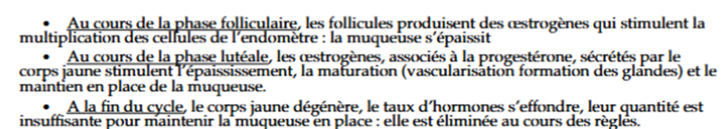 • Au cours de la phase folliculaire, les follicules produisent des œstrogènes qui stimulent la
multiplication des cellules de l'endomètre : la muqueuse s'épaissit
• Au cours de la phase lutéale, les œstrogènes, associés à la progestérone, sécrétés par le
corps jaune stimulent l'épaississement, la maturation (vascularisation formation des glandes) et le
maintien en place de la muqueuse.
• A la fin du cycle, le corps jaune dégénère, le taux d'hormones s'effondre, leur quantité est
insuffisante pour maintenir la muqueuse en place : elle est éliminée au cours des règles.